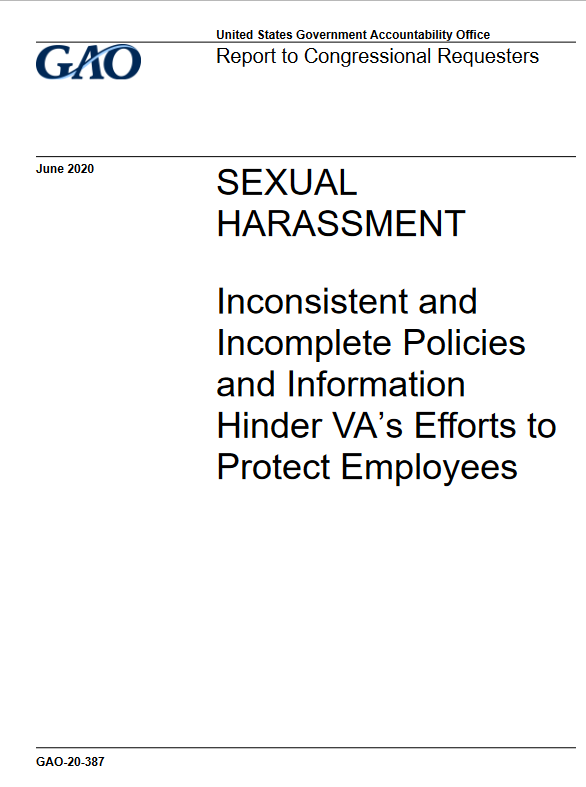 United States Government Accountability Office
GAO
Report to Congressional Requesters
June 2020
SEXUAL
HARASSMENT
Inconsistent and
Incomplete Policies
and Information
Hinder VA’s Efforts to
Protect Employees
GAO-20-387